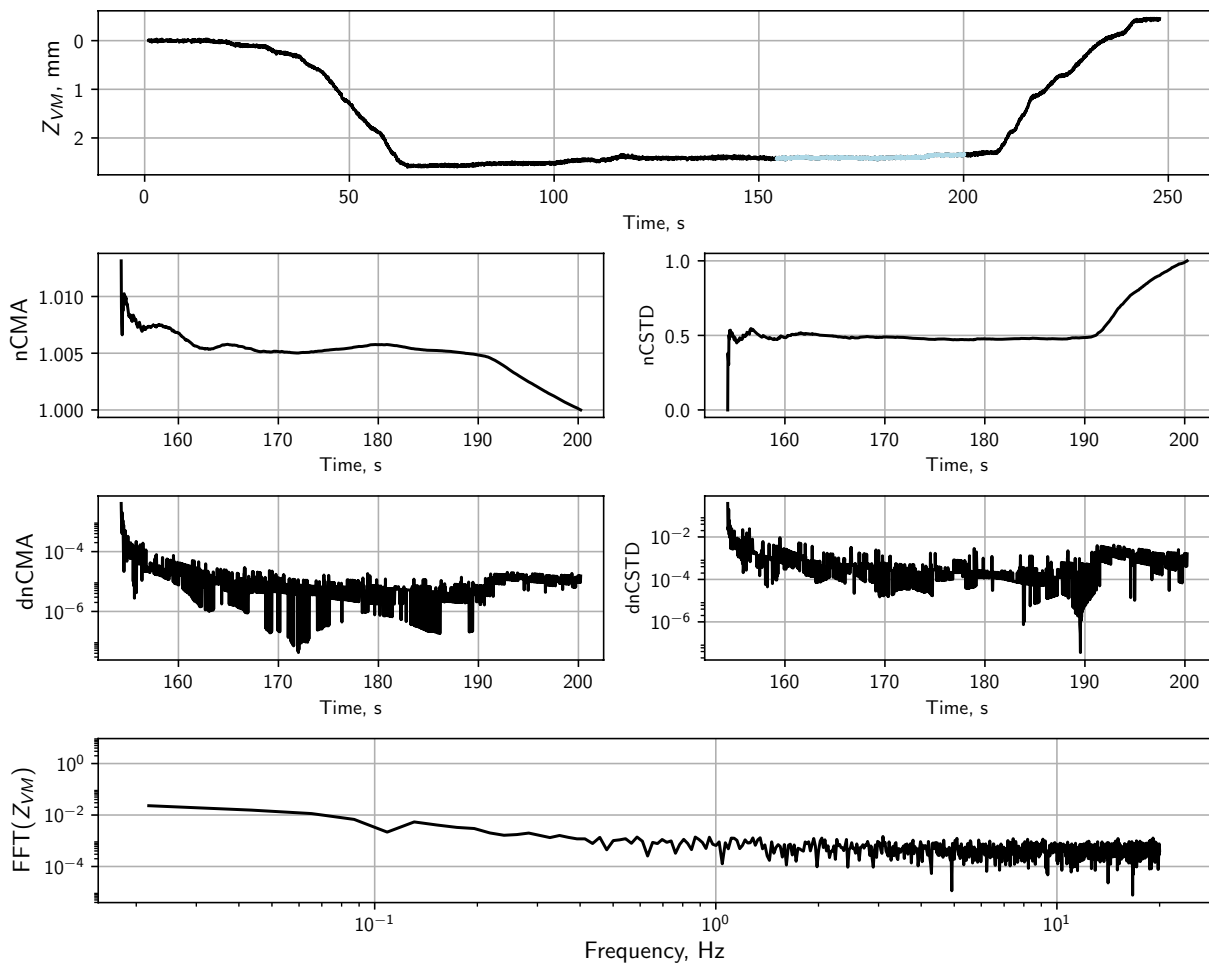 0
1
2
Z_{VM}, mm
0 50 100 150 200 250
Time, s
1.010
1.005
1.000
nCMA
160 170 180 190 200
Time, s
1.0
0.5
0.0
nCSTD
160 170 180 190 200
Time, s
10^{-4}
10^{-6}
dnCMA
160 170 180 190 200
Time, s
10^{-2}
10^{-4}
10^{-6}
dnCSTD
160 170 180 190 200
Time, s
10^{0}
10^{-2}
10^{-4}
FFT(Z_{VM})
10^{-1} 10^{0} 10^{1}
Frequency, Hz